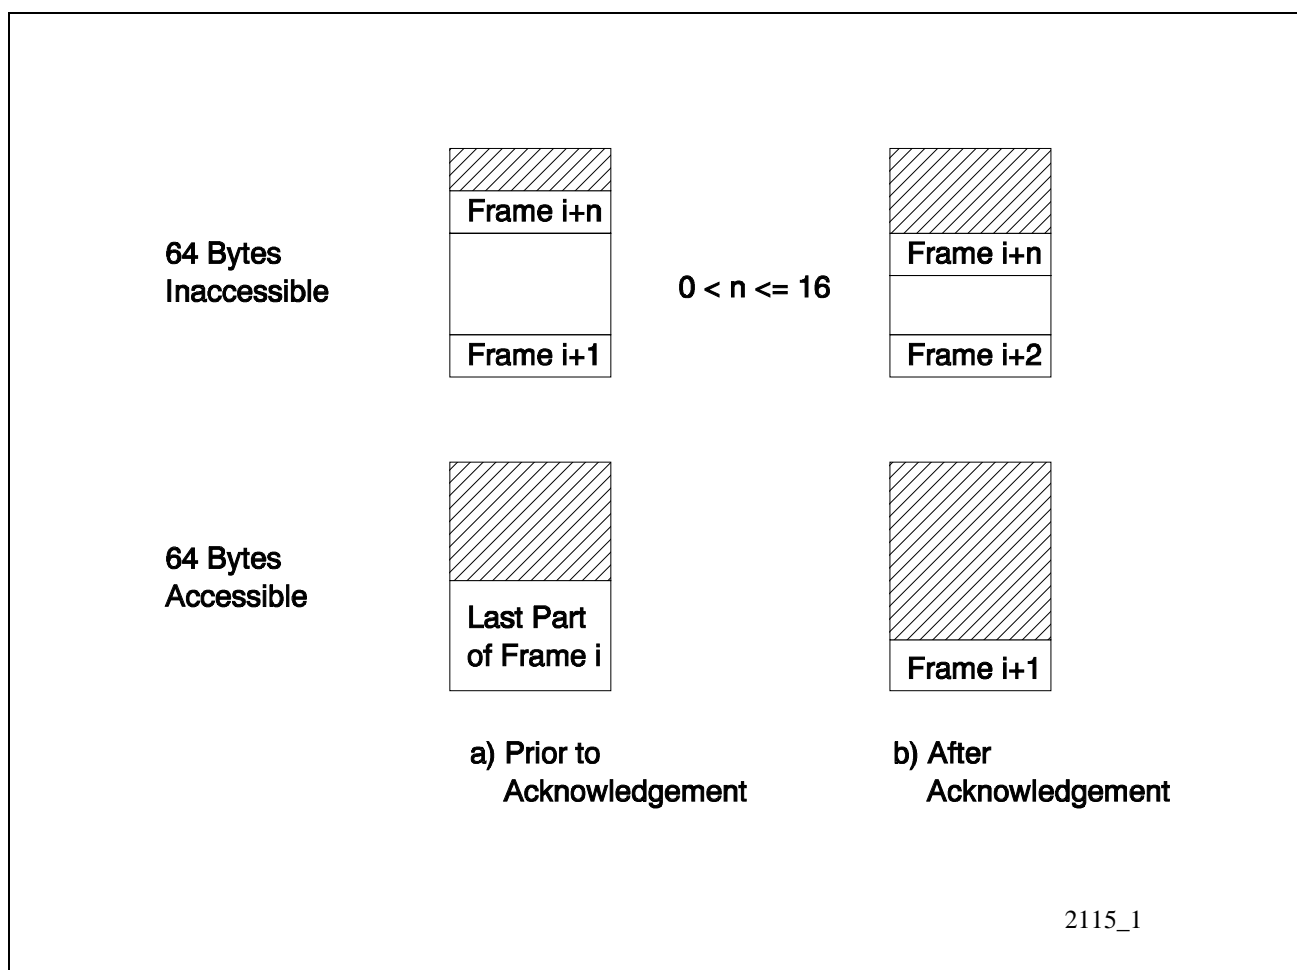 Frame i+n
Frame i+n
64 Bytes
Inaccessible
0 < n <= 16
Frame i+1
Frame i+2
64 Bytes
Accessible
Last Part
of Frame i
Frame i+1
a) Prior to
Acknowledgement
b) After
Acknowledgement
2115_1